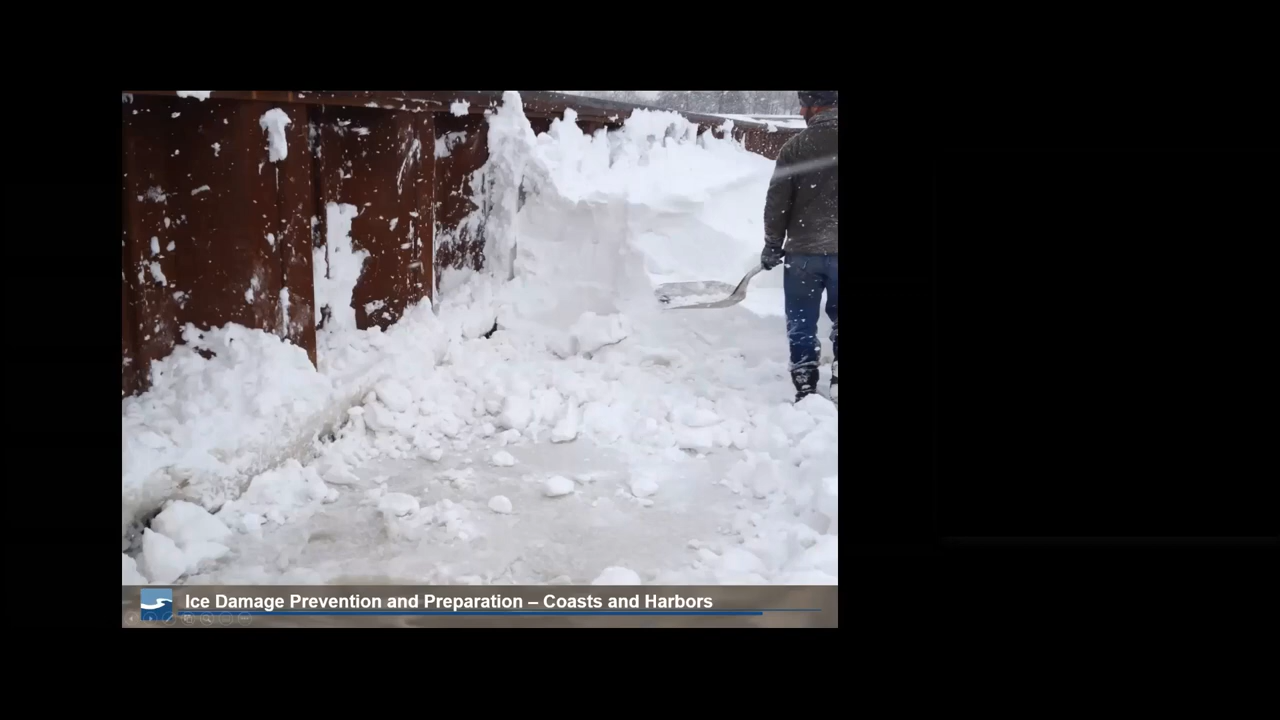 Ice Damage Prevention and Preparation – Coasts and Harbors